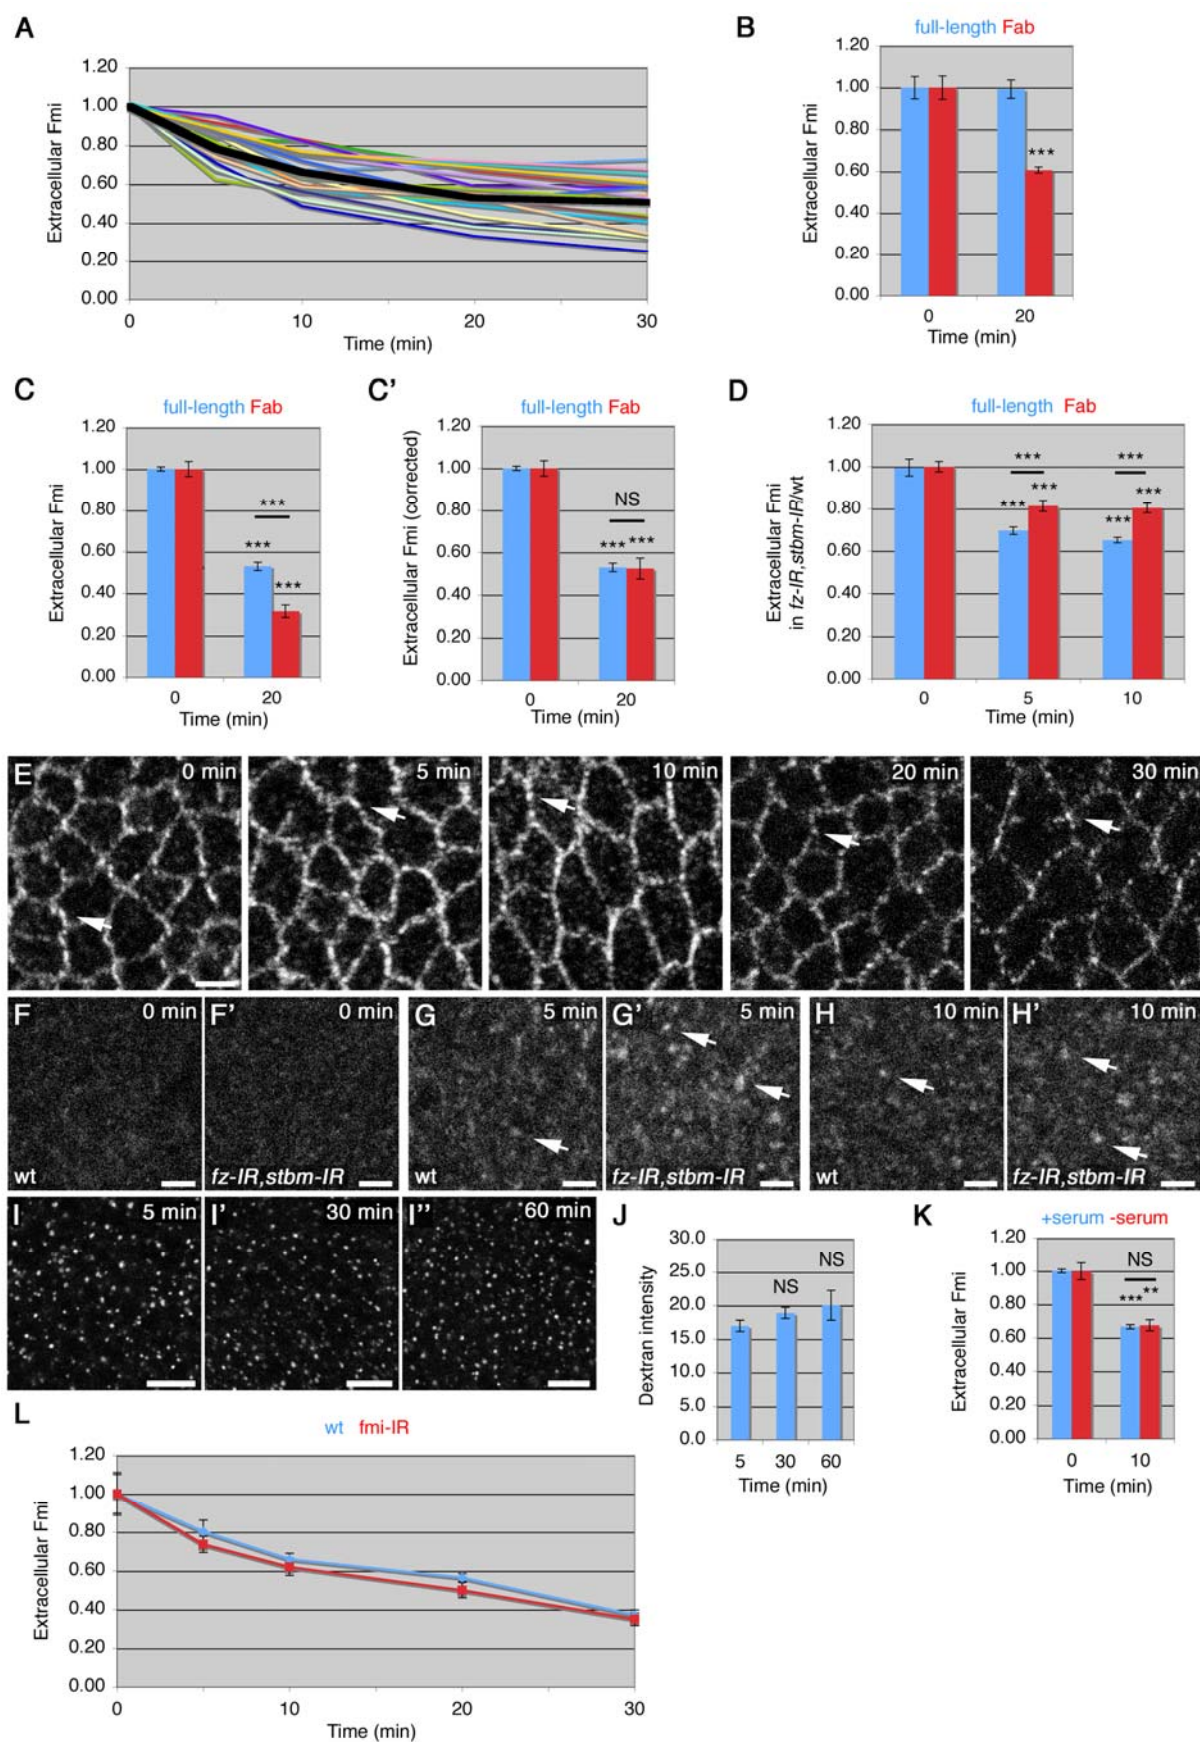 A
1.20
1.00
0.80
0.60
0.40
0.20
0.00
Extracellular Fmi
0 10 20 30
Time (min)
B
full-length Fab
1.20
1.00
0.80
0.60
0.40
0.20
0.00
Extracellular Fmi
***
0 20
Time (min)
C
full-length Fab
1.20
1.00
0.80
0.60
0.40
0.20
0.00
Extracellular Fmi
***
*** ***
0 20
Time (min)
C'
full-length Fab
1.20
1.00
0.80
0.60
0.40
0.20
0.00
Extracellular Fmi (corrected)
NS
*** ***
0 20
Time (min)
D
full-length Fab
1.20
1.00
0.80
0.60
0.40
0.20
0.00
Extracellular Fmi
in fz-IR,stbm-IR/wt
*** ***
*** *** *** ***
0 5 10
Time (min)
E 0 min 5 min 10 min 20 min 30 min
F 0 min F' 0 min G 5 min G' 5 min H 10 min H' 10 min
wt fz-IR,stbm-IR wt fz-IR,stbm-IR wt fz-IR,stbm-IR
I 5 min I' 30 min I'' 60 min
J
30.0
25.0
20.0
15.0
10.0
5.0
0.0
Dextran intensity
NS NS
5 30 60
Time (min)
K
+serum -serum
1.20
1.00
0.80
0.60
0.40
0.20
0.00
Extracellular Fmi
NS
*** **
0 10
Time (min)
L
wt fmi-IR
1.20
1.00
0.80
0.60
0.40
0.20
0.00
Extracellular Fmi
0 10 20 30
Time (min)